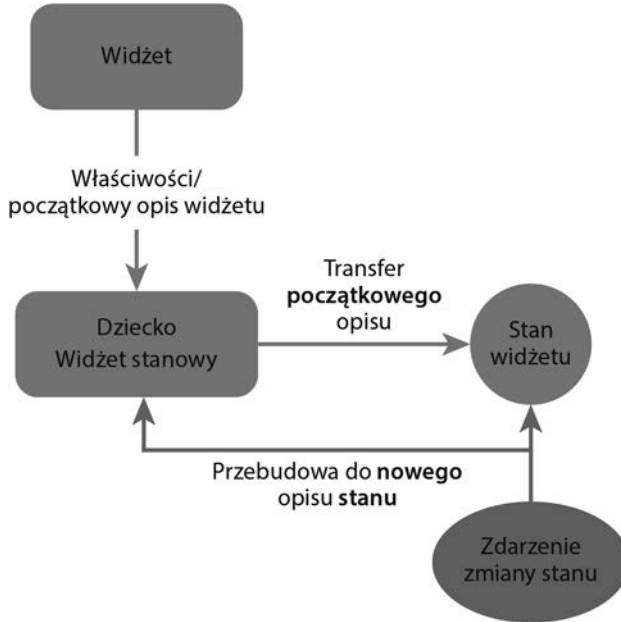 Widżet
Właściwości/
początkowy opis widżetu
Transfer
początkowego
opisu
Dziecko
Widżet stanowy
Stan
widżetu
Przebudowa do nowego
opisu stanu
Zdarzenie
zmiany stanu